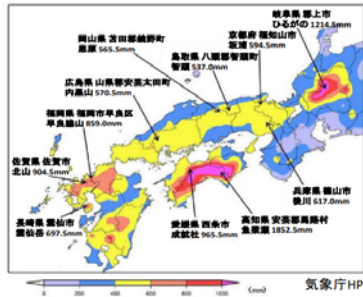 岐阜県 郡上市
ひるがの 1214.5mm
京都府 福知山市
坂浦 594.5mm
岡山県 苫田郡鏡野町
恩原 565.5mm
鳥取県 八頭郡智頭町
智頭 537.0mm
広島県 山県郡安芸太田町
内黒山 570.5mm
福岡県 福岡市早良区
早良脇山 859.0mm
佐賀県 佐賀市
北山 904.5mm
長崎県 雲仙市
雲仙岳 697.5mm
愛媛県 西条市
成就社 965.5mm
高知県 安芸郡馬路村
魚梁瀬 1852.5mm
兵庫県 篠山市
後川 617.0mm
0 200 400 600 800 1000 (mm)
気象庁HP